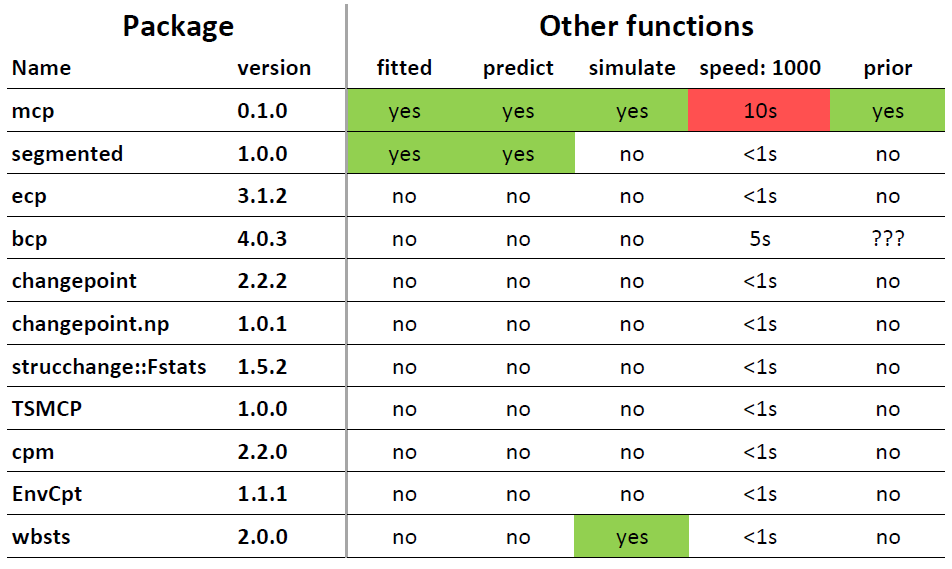 Package Other functions
Name version fitted predict simulate speed: 1000 prior
mcp 0.1.0 yes yes yes 10s yes
segmented 1.0.0 yes yes no <1s no
ecp 3.1.2 no no no <1s no
bcp 4.0.3 no no no 5s ???
changepoint 2.2.2 no no no <1s no
changepoint.np 1.0.1 no no no <1s no
strucchange::Fstats 1.5.2 no no no <1s no
TSMCP 1.0.0 no no no <1s no
cpm 2.2.0 no no no <1s no
EnvCpt 1.1.1 no no no <1s no
wbsts 2.0.0 no no yes <1s no